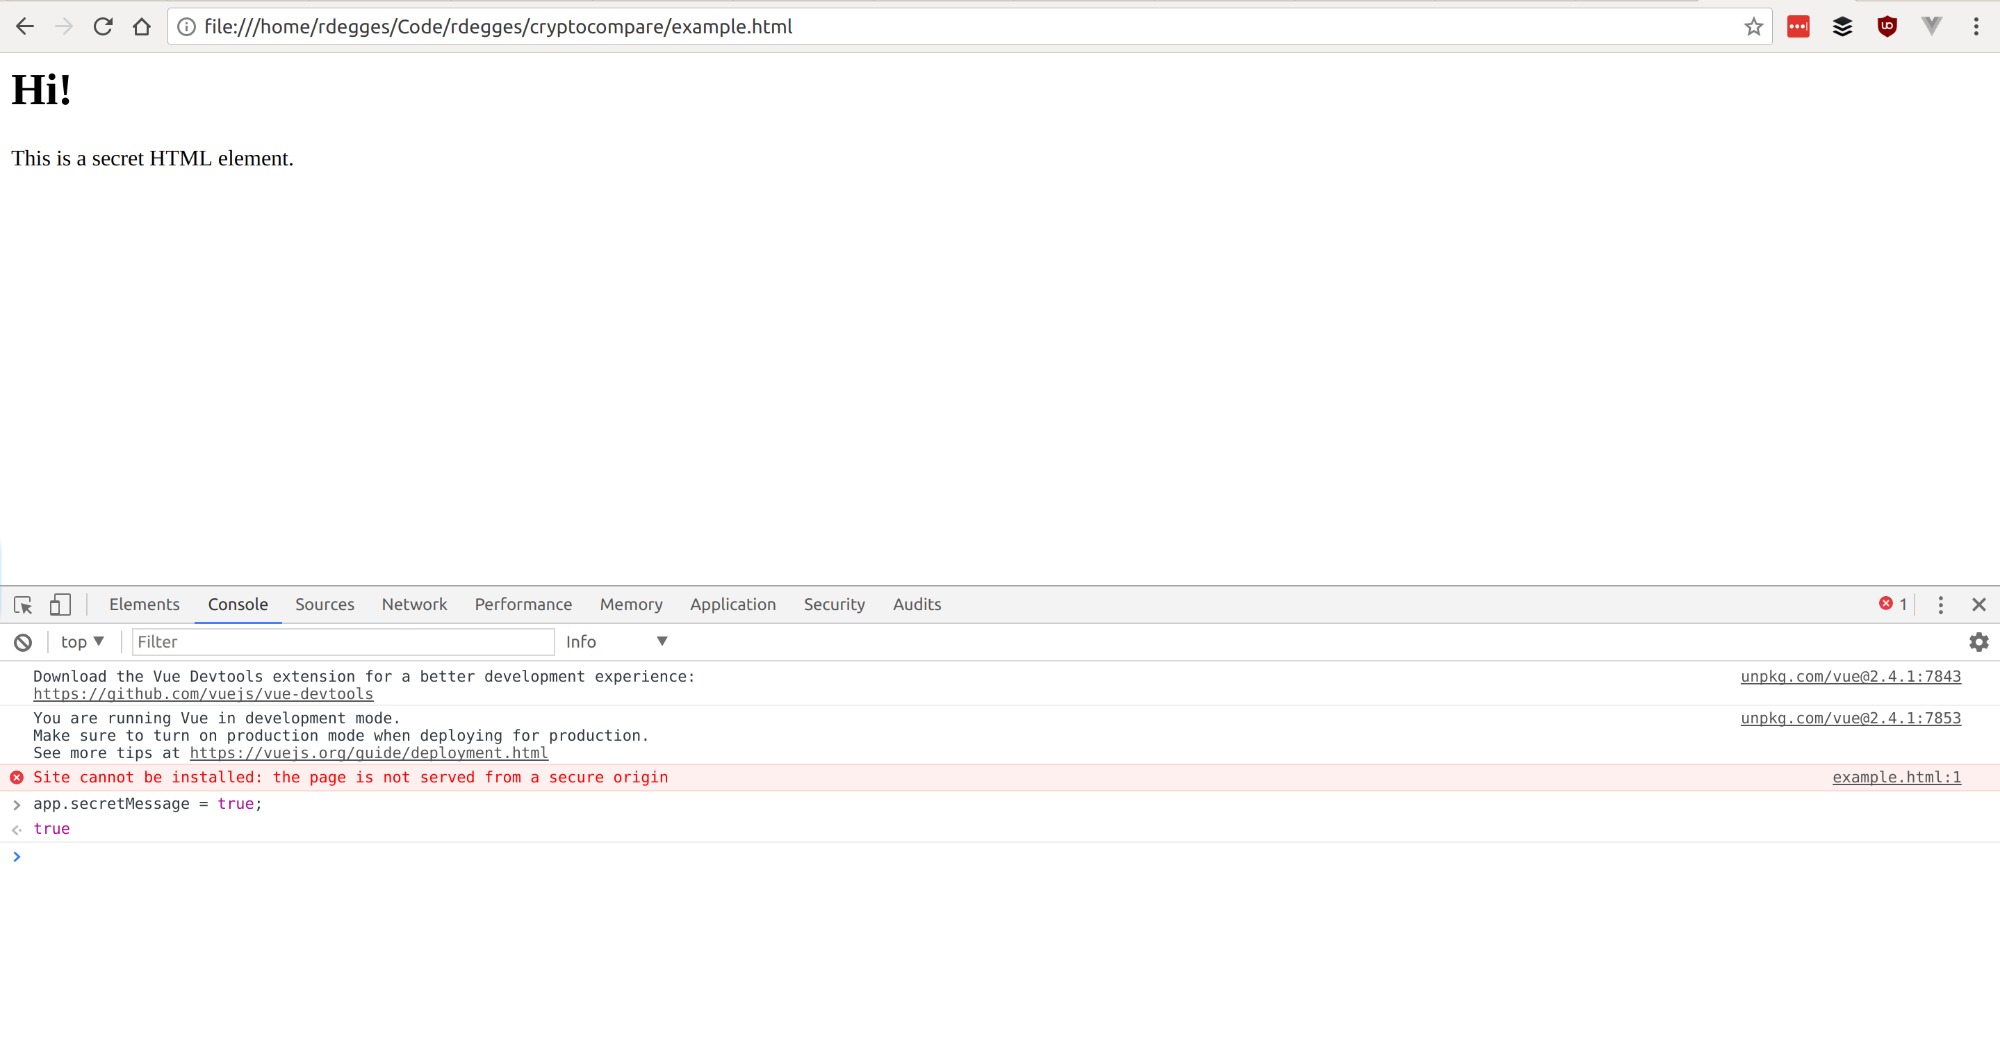 file:///home/rdegges/Code/rdegges/cryptocompare/example.html
Hi!
This is a secret HTML element.
Elements Console Sources Network Performance Memory Application Security Audits 1
top Filter Info
Download the Vue Devtools extension for a better development experience: unpkg.com/vue@2.4.1:7843
https://github.com/vuejs/vue-devtools
You are running Vue in development mode. unpkg.com/vue@2.4.1:7853
Make sure to turn on production mode when deploying for production.
See more tips at https://vuejs.org/guide/deployment.html
Site cannot be installed: the page is not served from a secure origin example.html:1
> app.secretMessage = true;
true
>